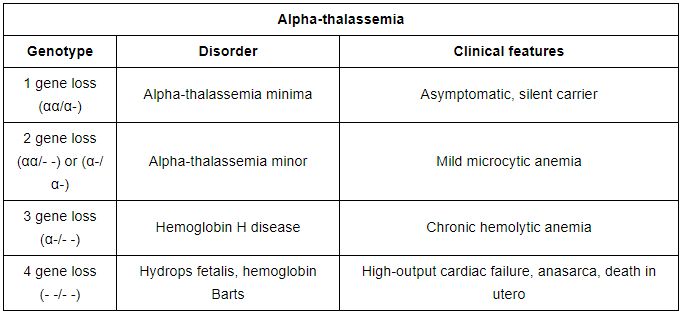 Alpha-thalassemia
Genotype Disorder Clinical features
1 gene loss
(αα/α-)
Alpha-thalassemia minima
Asymptomatic, silent carrier
2 gene loss
(αα/- -) or (α-/
α-)
Alpha-thalassemia minor
Mild microcytic anemia
3 gene loss
(α-/- -)
Hemoglobin H disease
Chronic hemolytic anemia
4 gene loss
(- -/- -)
Hydrops fetalis, hemoglobin
Barts
High-output cardiac failure, anasarca, death in
utero